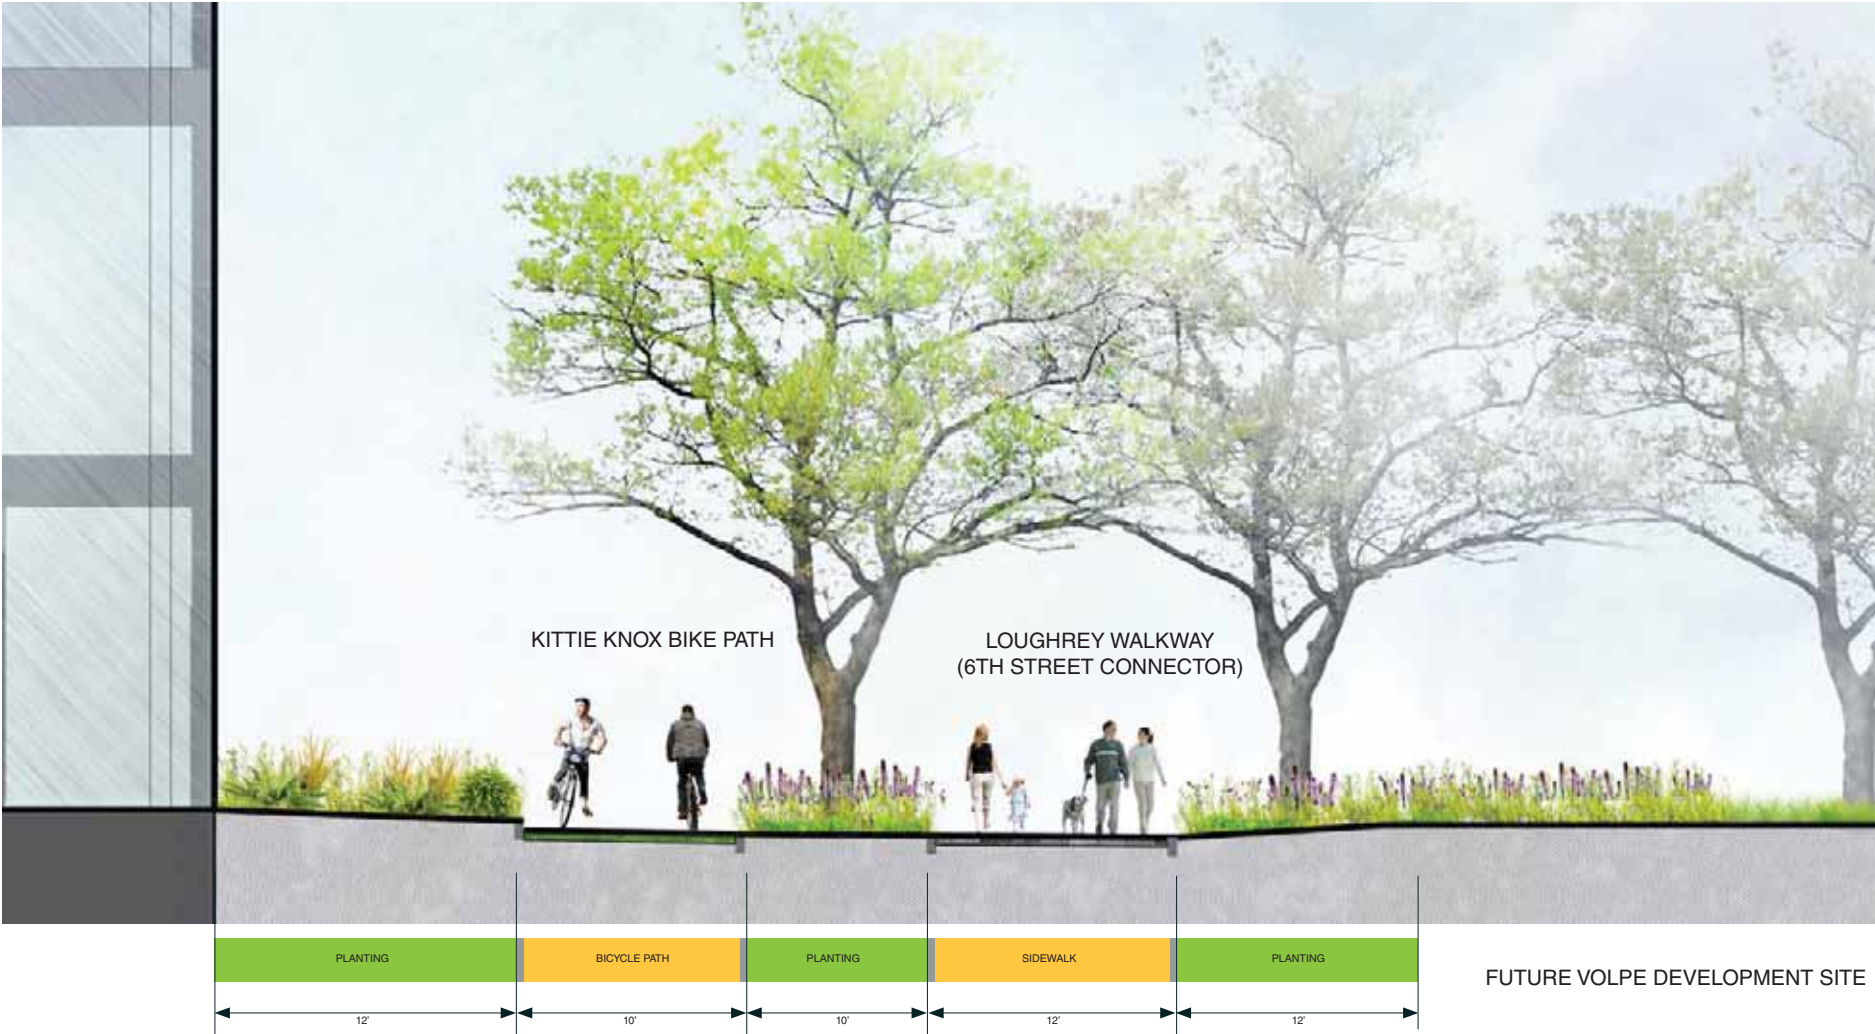 KITTIE KNOX BIKE PATH
LOUGHREY WALKWAY
(6TH STREET CONNECTOR)
PLANTING
BICYCLE PATH
PLANTING
SIDEWALK
PLANTING
FUTURE VOLPE DEVELOPMENT SITE
12'
10'
10'
12'
12'